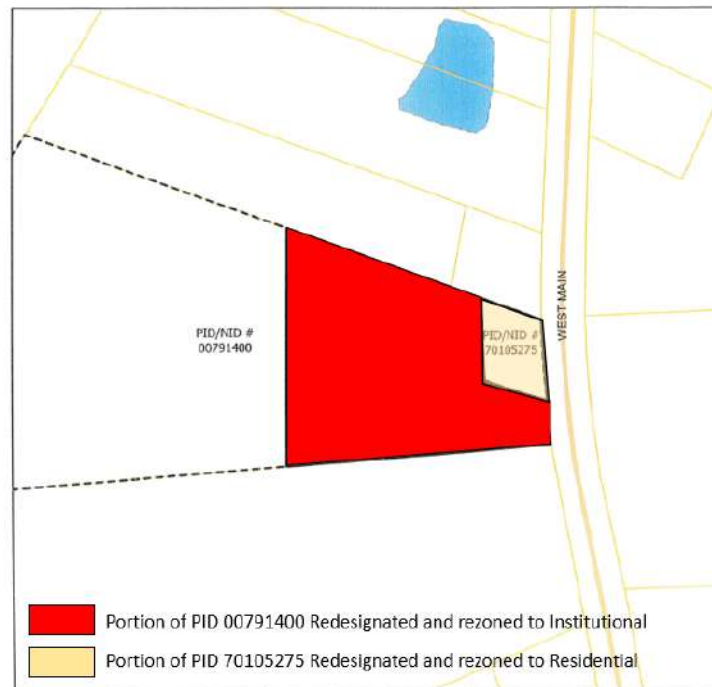 PID/NID #
00791400
PID/NID #
70105275
WEST MAIN
Portion of PID 00791400 Redesignated and rezoned to Institutional
Portion of PID 70105275 Redesignated and rezoned to Residential